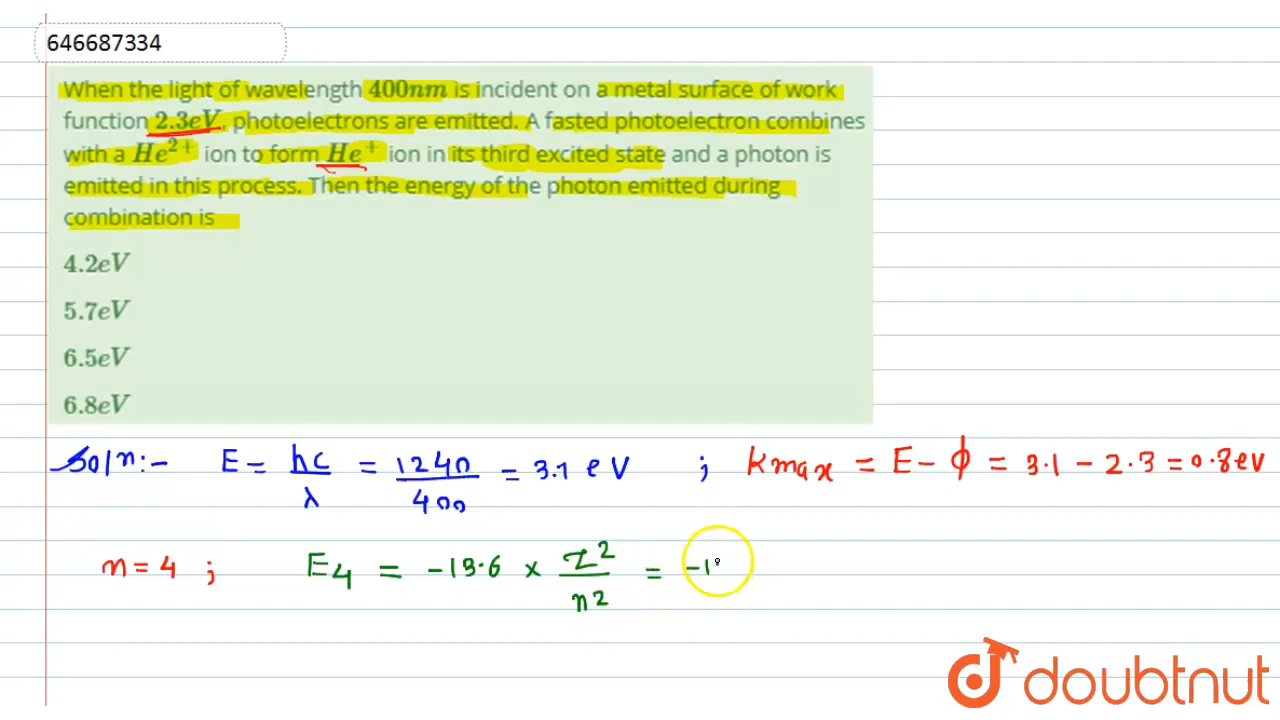 646687334
When the light of wavelength 400nm is incident on a metal surface of work
function 2.3eV, photoelectrons are emitted. A fasted photoelectron combines
with a He²⁺ ion to form He⁺ ion in its third excited state and a photon is
emitted in this process. Then the energy of the photon emitted during
combination is
4.2eV
5.7eV
6.5eV
6.8eV
Soln:- E = hc/λ = 1240/400 = 3.1 eV ; Kmax = E - ϕ = 3.1 - 2.3 = 0.8eV
n = 4 ; E4 = -13.6 × Z²/n² = -1
doubtnut